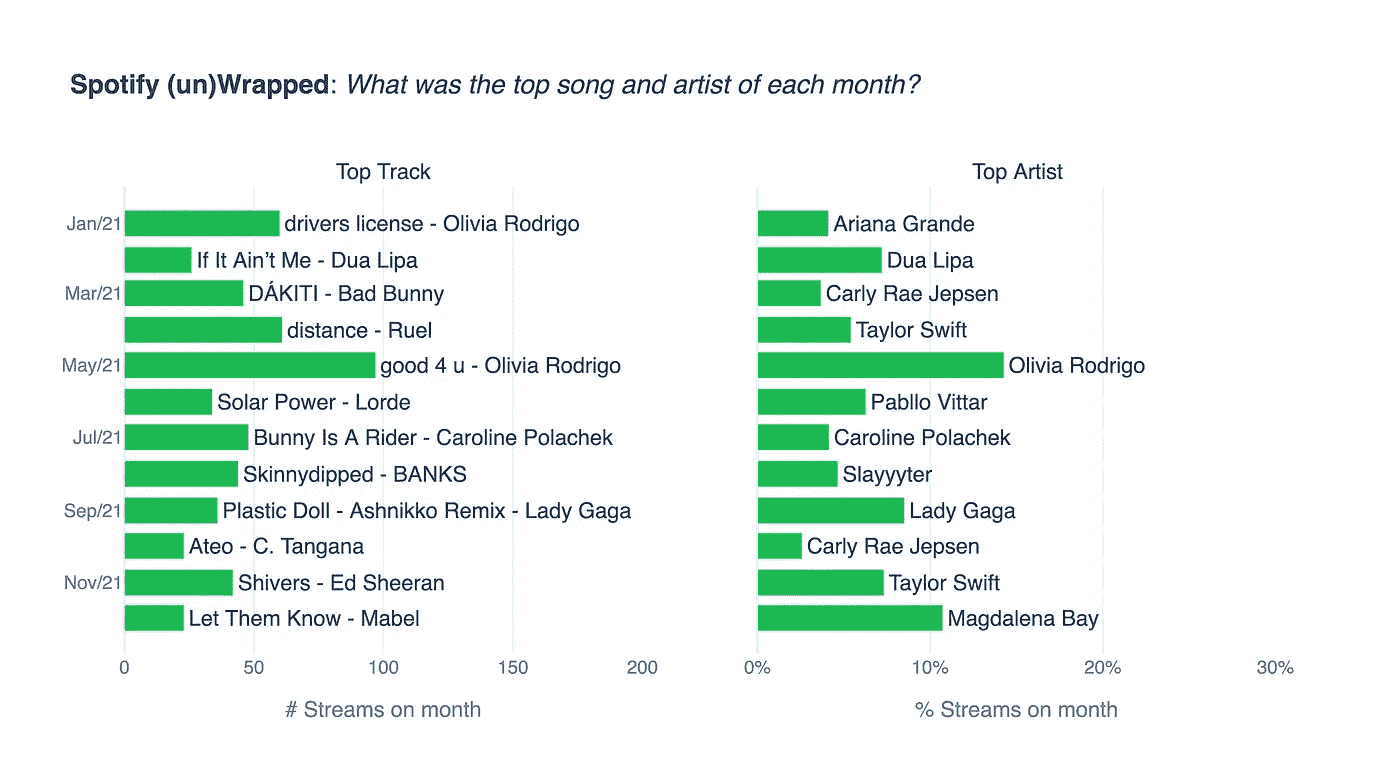 Spotify (un)Wrapped: What was the top song and artist of each month?
Top Track
Jan/21 drivers license - Olivia Rodrigo
If It Ain’t Me - Dua Lipa
Mar/21 DÁKITI - Bad Bunny
distance - Ruel
May/21 good 4 u - Olivia Rodrigo
Solar Power - Lorde
Jul/21 Bunny Is A Rider - Caroline Polachek
Skinnydipped - BANKS
Sep/21 Plastic Doll - Ashnikko Remix - Lady Gaga
Ateo - C. Tangana
Nov/21 Shivers - Ed Sheeran
Let Them Know - Mabel
0 50 100 150 200
# Streams on month
Top Artist
Ariana Grande
Dua Lipa
Carly Rae Jepsen
Taylor Swift
Olivia Rodrigo
Pabllo Vittar
Caroline Polachek
Slayyyter
Lady Gaga
Carly Rae Jepsen
Taylor Swift
Magdalena Bay
0% 10% 20% 30%
% Streams on month